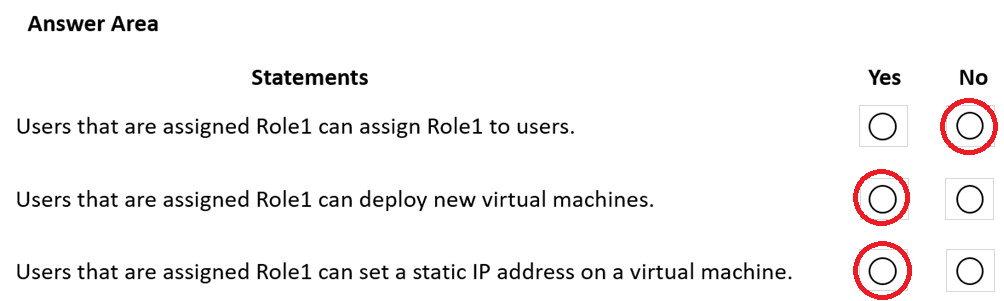 Answer Area
Statements Yes No
Users that are assigned Role1 can assign Role1 to users.
Users that are assigned Role1 can deploy new virtual machines.
Users that are assigned Role1 can set a static IP address on a virtual machine.